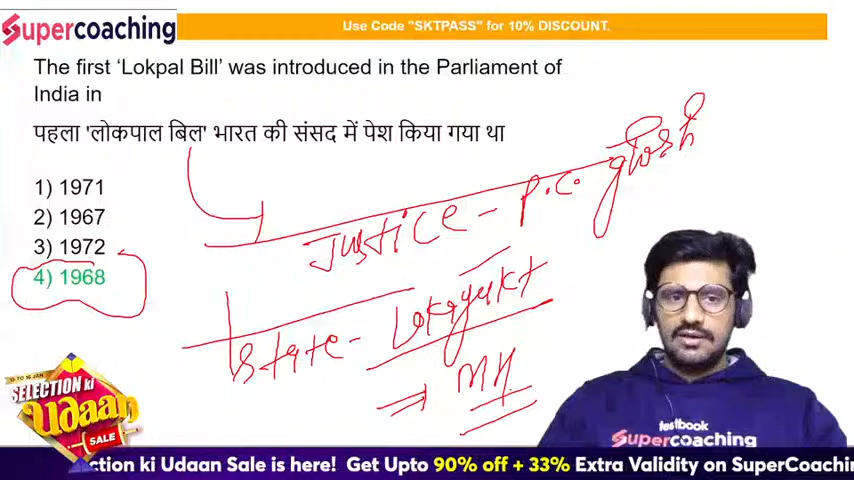 Supercoaching
Use Code "SKTPASS" for 10% DISCOUNT.
The first ‘Lokpal Bill’ was introduced in the Parliament of
India in
पहला 'लोकपाल बिल' भारत की संसद में पेश किया गया था
1) 1971
2) 1967
3) 1972
4) 1968
Justice - P.C. ghosh
State - Lokayukt
⇒ MH
SELECTION ki
Udaan
SALE
testbook
Supercoaching
ction ki Udaan Sale is here! Get Upto 90% off + 33% Extra Validity on SuperCoachin